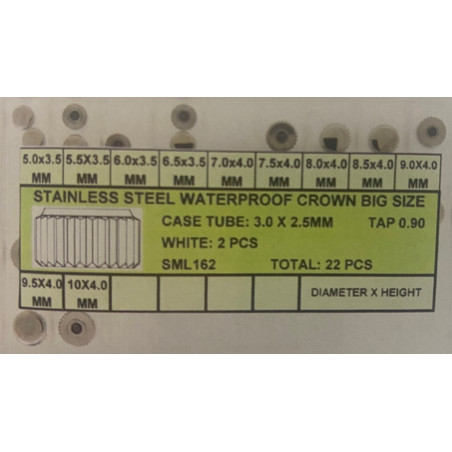 5.0x3.5 5.5X3.5 6.0x3.5 6.5x3.5 7.0x4.0 7.5x4.0 8.0x4.0 8.5x4.0 9.0X4.0
MM MM MM MM MM MM MM MM MM
STAINLESS STEEL WATERPROOF CROWN BIG SIZE
CASE TUBE: 3.0 X 2.5MM TAP 0.90
WHITE: 2 PCS
SML162 TOTAL: 22 PCS
9.5X4.0 10X4.0 DIAMETER X HEIGHT
MM MM